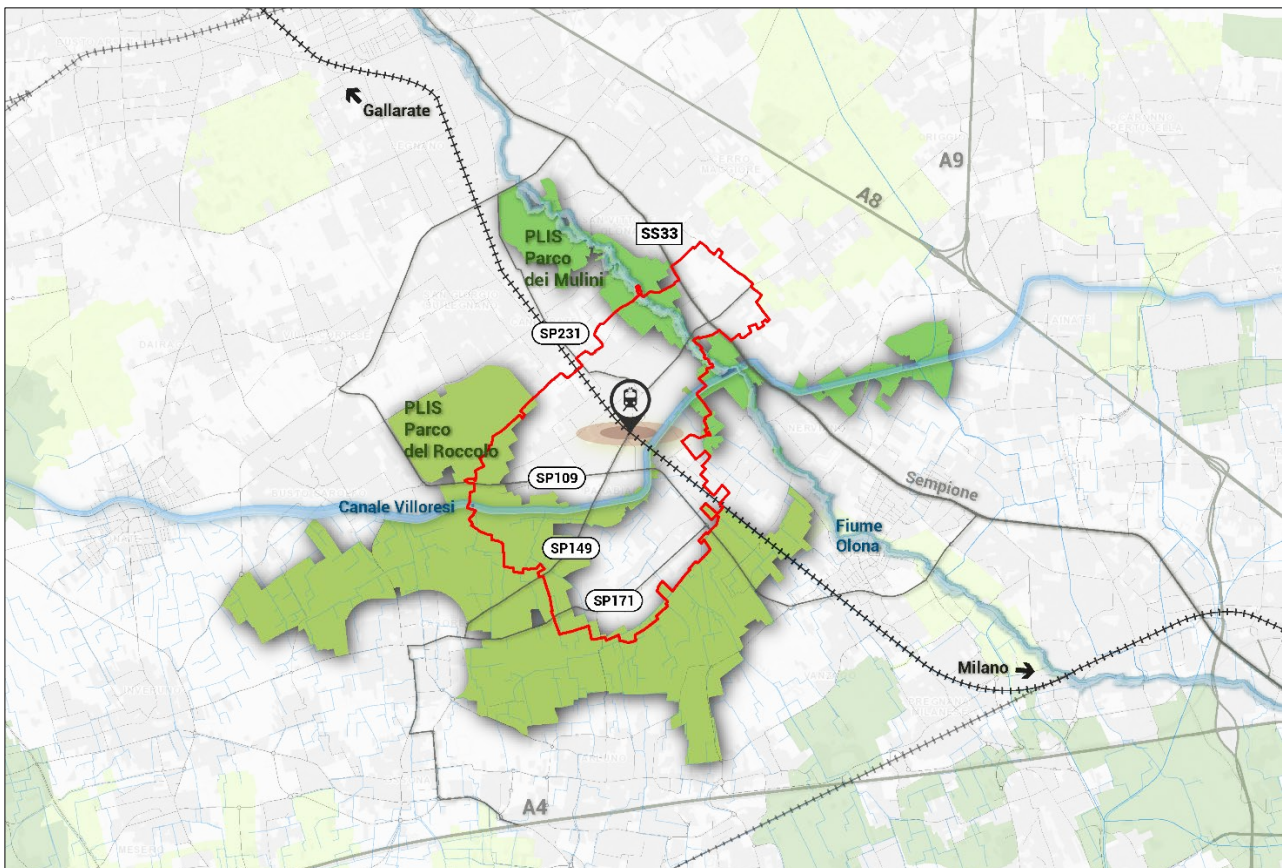 Gallarate
A9
A8
SS33
PLIS
Parco
dei Mulini
SP231
PLIS
Parco
del Roccolo
SP109
Sempione
Canale Villoresi
Fiume
Olona
SP149
SP171
Milano
A4